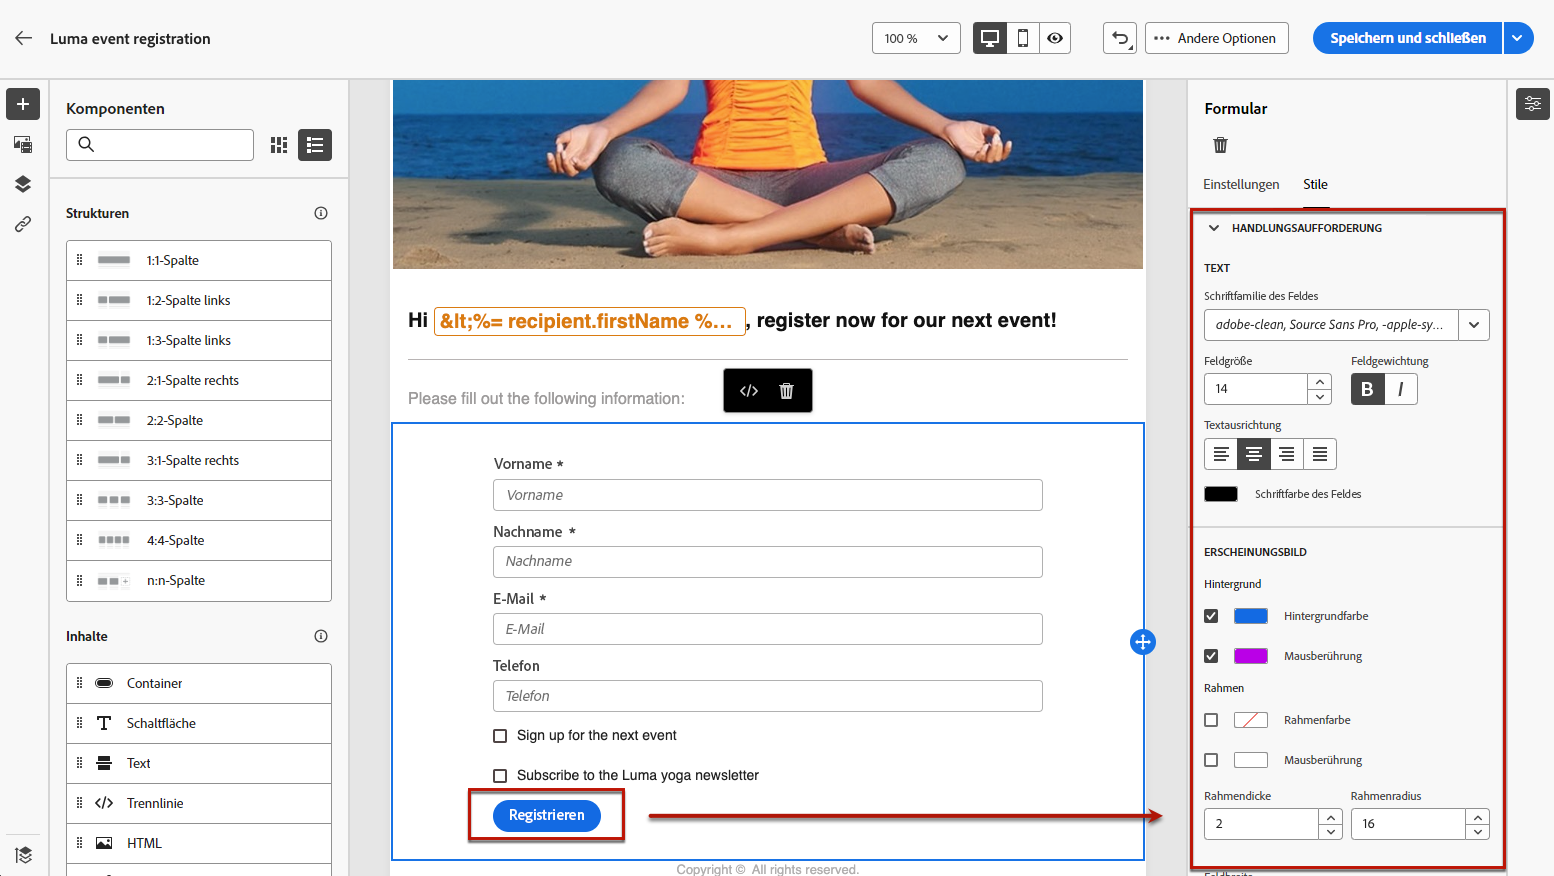 Luma event registration
100 %
Andere Optionen
Speichern und schließen
Komponenten
Strukturen
1:1-Spalte
1:2-Spalte links
1:3-Spalte links
2:1-Spalte rechts
2:2-Spalte
3:1-Spalte rechts
3:3-Spalte
4:4-Spalte
n:n-Spalte
Inhalte
Container
Schaltfläche
Text
Trennlinie
HTML
Hi &lt;%= recipient.firstName %... , register now for our next event!
Please fill out the following information:
Vorname *
Vorname
Nachname *
Nachname
E-Mail *
E-Mail
Telefon
Telefon
Sign up for the next event
Subscribe to the Luma yoga newsletter
Registrieren
Copyright © All rights reserved.
Formular
Einstellungen Stile
HANDLUNGSAUFFORDERUNG
TEXT
Schriftfamilie des Feldes
adobe-clean, Source Sans Pro, -apple-sy...
Feldgröße Feldgewichtung
14 B I
Textausrichtung
Schriftfarbe des Feldes
ERSCHEINUNGSBILD
Hintergrund
Hintergrundfarbe
Mausberührung
Rahmen
Rahmenfarbe
Mausberührung
Rahmendicke Rahmenradius
2 16